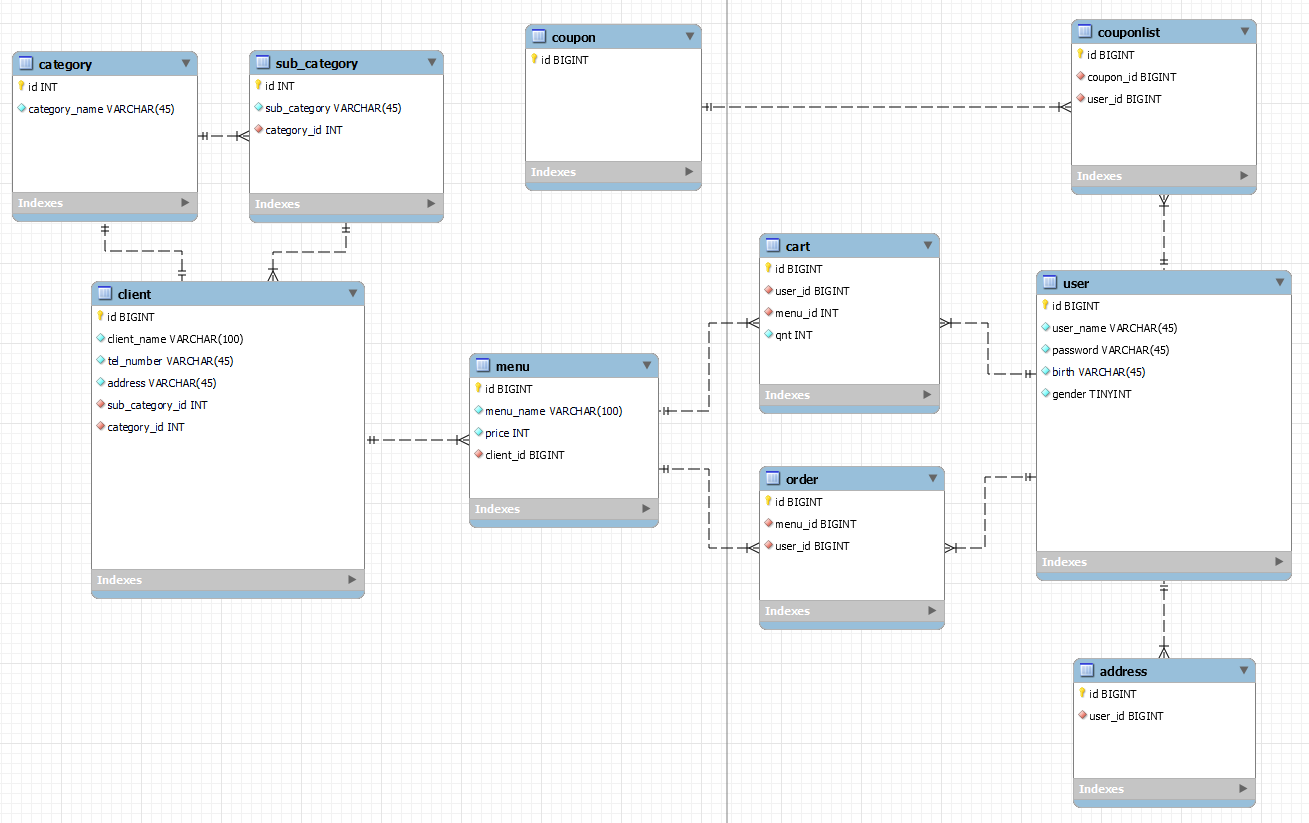 category
id INT
category_name VARCHAR(45)
Indexes
sub_category
id INT
sub_category VARCHAR(45)
category_id INT
Indexes
coupon
id BIGINT
Indexes
couponlist
id BIGINT
coupon_id BIGINT
user_id BIGINT
Indexes
client
id BIGINT
client_name VARCHAR(100)
tel_number VARCHAR(45)
address VARCHAR(45)
sub_category_id INT
category_id INT
Indexes
menu
id BIGINT
menu_name VARCHAR(100)
price INT
client_id BIGINT
Indexes
cart
id BIGINT
user_id BIGINT
menu_id INT
qnt INT
Indexes
order
id BIGINT
menu_id BIGINT
user_id BIGINT
Indexes
user
id BIGINT
user_name VARCHAR(45)
password VARCHAR(45)
birth VARCHAR(45)
gender TINYINT
Indexes
address
id BIGINT
user_id BIGINT
Indexes